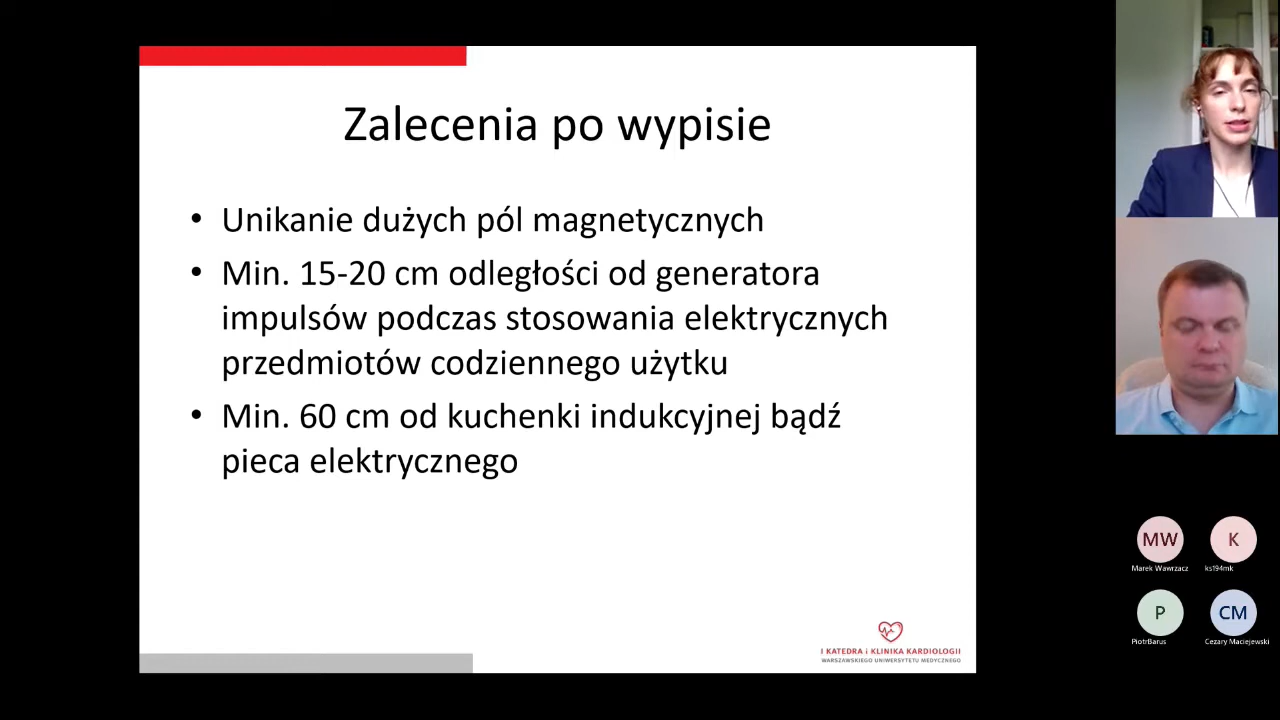 Zalecenia po wypisie
• Unikanie dużych pól magnetycznych
• Min. 15-20 cm odległości od generatora
impulsów podczas stosowania elektrycznych
przedmiotów codziennego użytku
• Min. 60 cm od kuchenki indukcyjnej bądź
pieca elektrycznego
I KATEDRA i KLINIKA KARDIOLOGII
WARSZAWSKIEGO UNIWERSYTETU MEDYCZNEGO
MW
K
Marek Wawrzacz
ks194mk
P
CM
PiotrBarus
Cezary Maciejewski